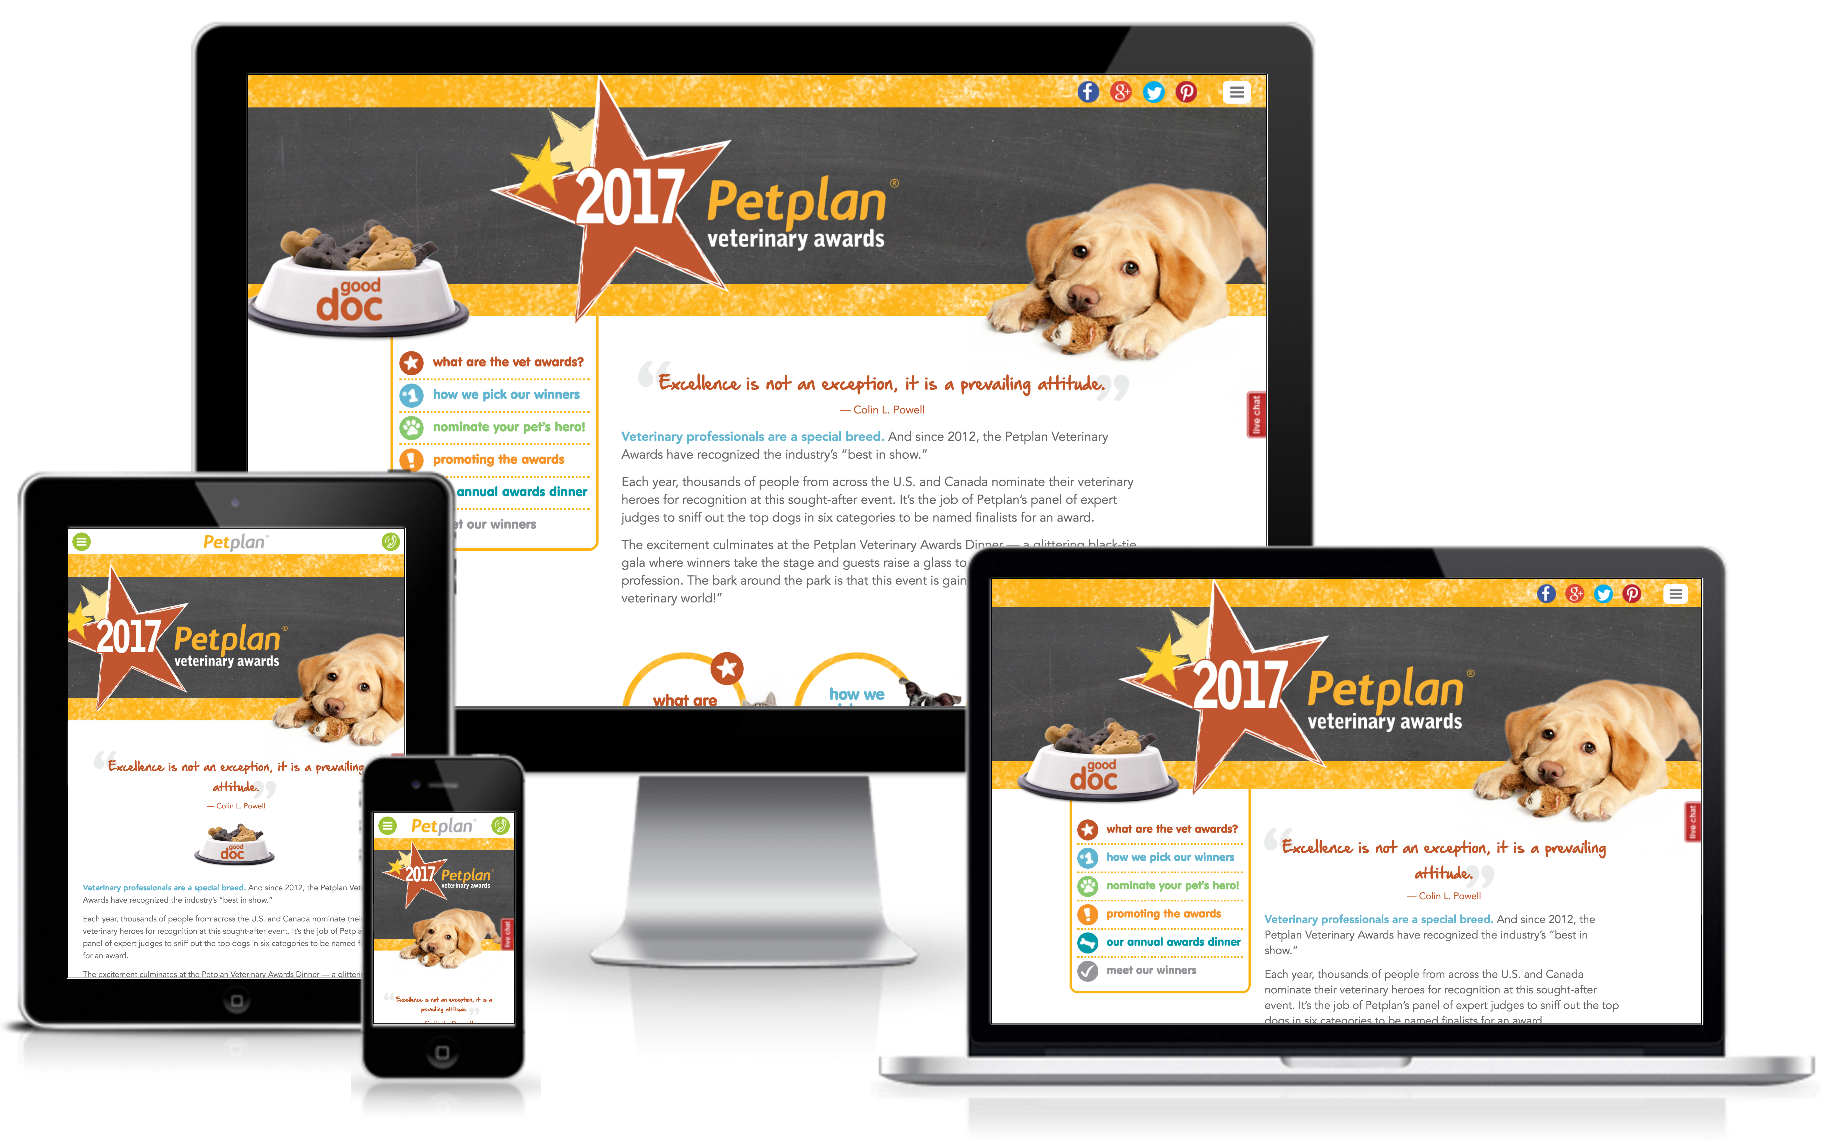 2017 Petplan®
veterinary awards
good
doc
what are the vet awards?
how we pick our winners
nominate your pet's hero!
promoting the awards
annual awards dinner
our winners
“Excellence is not an exception, it is a prevailing attitude.”
— Colin L. Powell
Veterinary professionals are a special breed. And since 2012, the Petplan Veterinary
Awards have recognized the industry’s “best in show.”
Each year, thousands of people from across the U.S. and Canada nominate their veterinary
heroes for recognition at this sought-after event. It’s the job of Petplan’s panel of expert
judges to sniff out the top dogs in six categories to be named finalists for an award.
The excitement culminates at the Petplan Veterinary Awards Dinner — a glittering black-tie
gala where winners take the stage and guests raise a glass to
profession. The bark around the park is that this event is gain
veterinary world!”
what are
how we
live chat
Petplan
2017 Petplan®
veterinary awards
“Excellence is not an exception, it is a prevailing
attitude.”
— Colin L. Powell
good
doc
Veterinary professionals are a special breed. And since 2012, the Petplan Vet
Awards have recognized the industry’s “best in show.”
Each year, thousands of people from across the U.S. and Canada nominate thei
veterinary heroes for recognition at this sought-after event. It’s the job of Petpla
panel of expert judges to sniff out the top dogs in six categories to be named f
for an award.
The excitement culminates at the Petplan Veterinary Awards Dinner — a glitterin
Petplan
2017 Petplan®
veterinary awards
live chat
“Excellence is not an exception, it is a
prevailing attitude.”
2017 Petplan®
veterinary awards
good
doc
what are the vet awards?
how we pick our winners
nominate your pet's hero!
promoting the awards
our annual awards dinner
meet our winners
“Excellence is not an exception, it is a prevailing
attitude.”
— Colin L. Powell
Veterinary professionals are a special breed. And since 2012, the
Petplan Veterinary Awards have recognized the industry’s “best in
show.”
Each year, thousands of people from across the U.S. and Canada
nominate their veterinary heroes for recognition at this sought-after
event. It’s the job of Petplan’s panel of expert judges to sniff out the top
dogs in six categories to be named finalists for an award.
live chat